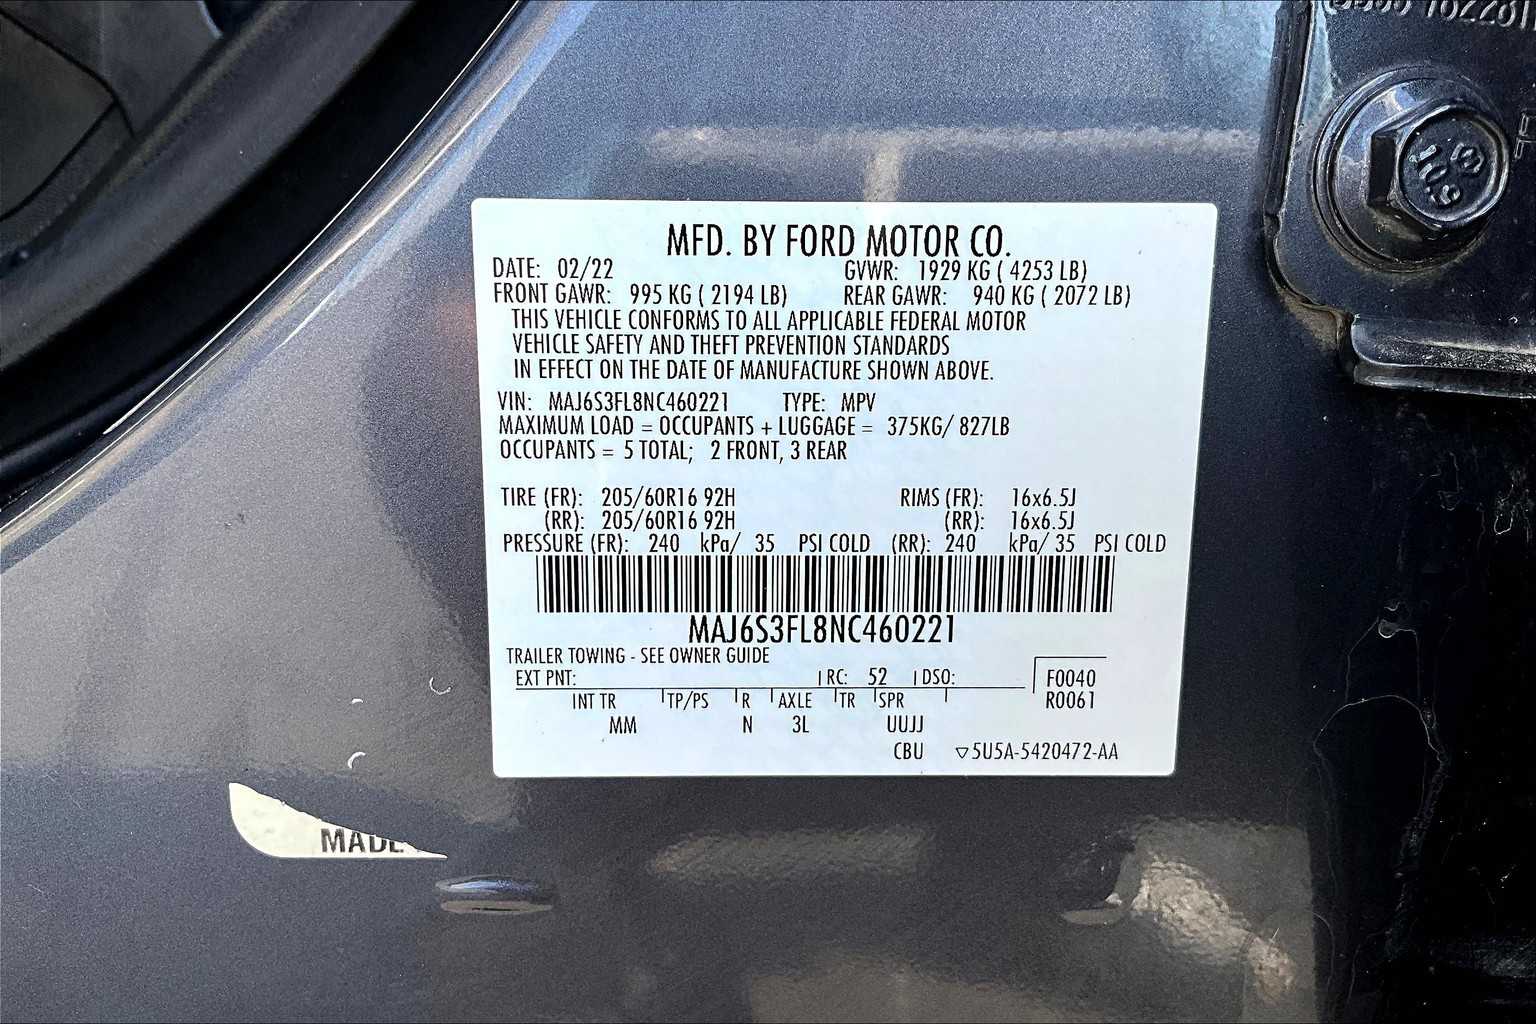 10.9
MFD. BY FORD MOTOR CO.
DATE: 02/22 GVWR: 1929 KG ( 4253 LB)
FRONT GAWR: 995 KG ( 2194 LB) REAR GAWR: 940 KG ( 2072 LB)
THIS VEHICLE CONFORMS TO ALL APPLICABLE FEDERAL MOTOR
VEHICLE SAFETY AND THEFT PREVENTION STANDARDS
IN EFFECT ON THE DATE OF MANUFACTURE SHOWN ABOVE.
VIN: MAJ6S3FL8NC460221 TYPE: MPV
MAXIMUM LOAD = OCCUPANTS + LUGGAGE = 375KG/ 827LB
OCCUPANTS = 5 TOTAL; 2 FRONT, 3 REAR
TIRE (FR): 205/60R16 92H RIMS (FR): 16x6.5J
(RR): 205/60R16 92H (RR): 16x6.5J
PRESSURE (FR): 240 kPa/ 35 PSI COLD (RR): 240 kPa/ 35 PSI COLD
MAJ6S3FL8NC460221
TRAILER TOWING - SEE OWNER GUIDE
EXT PNT: RC: 52 DSO: F0040
INT TR TP/PS R AXLE TR SPR R0061
MM N 3L UUJJ
CBU ▽5U5A-5420472-AA
MADE